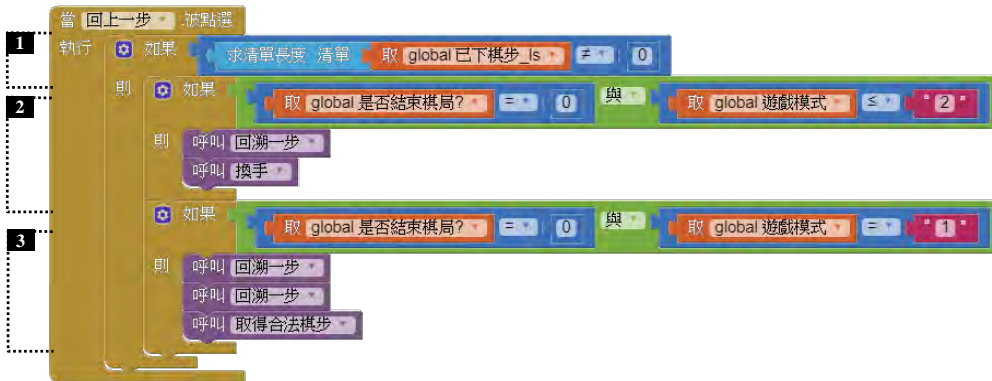 當 回上一步 .被點選
1 執行 如果 求清單長度 清單 取 global 已下棋步_ls ≠ 0
2 則 如果 取 global 是否結束棋局? = 0 與 取 global 遊戲模式 ≤ " 2 "
則 呼叫 回溯一步
呼叫 換手
如果 取 global 是否結束棋局? = 0 與 取 global 遊戲模式 = " 1 "
3 則 呼叫 回溯一步
呼叫 回溯一步
呼叫 取得合法棋步